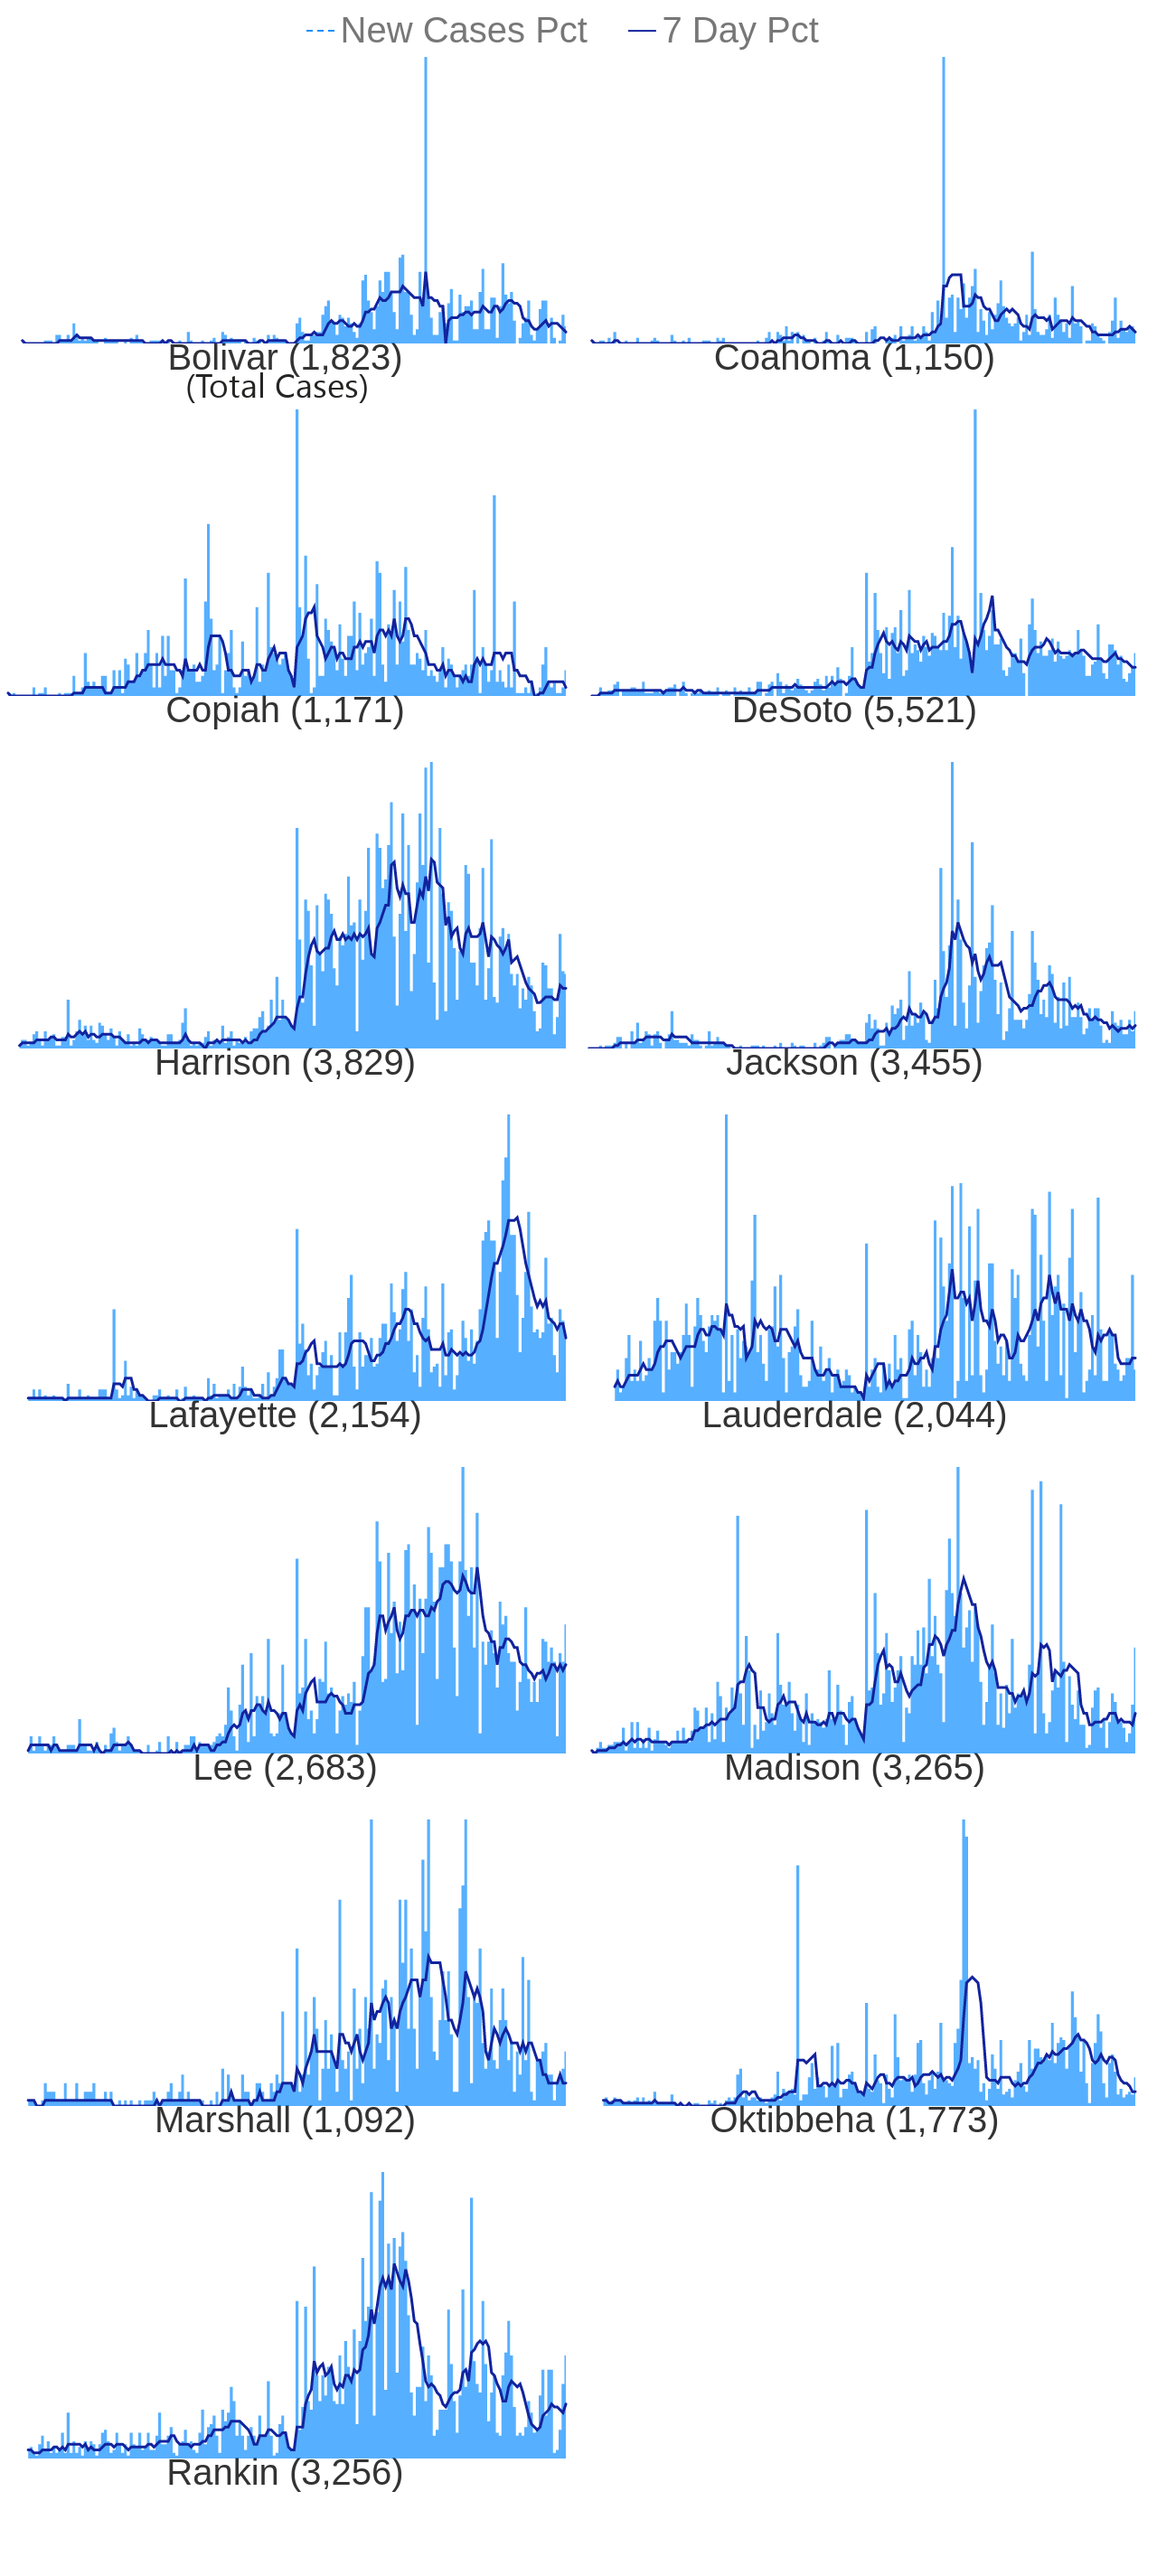 New Cases Pct 7 Day Pct
Bolivar (1,823) Coahoma (1,150)
(Total Cases)
Copiah (1,171) DeSoto (5,521)
Harrison (3,829) Jackson (3,455)
Lafayette (2,154) Lauderdale (2,044)
Lee (2,683) Madison (3,265)
Marshall (1,092) Oktibbeha (1,773)
Rankin (3,256)